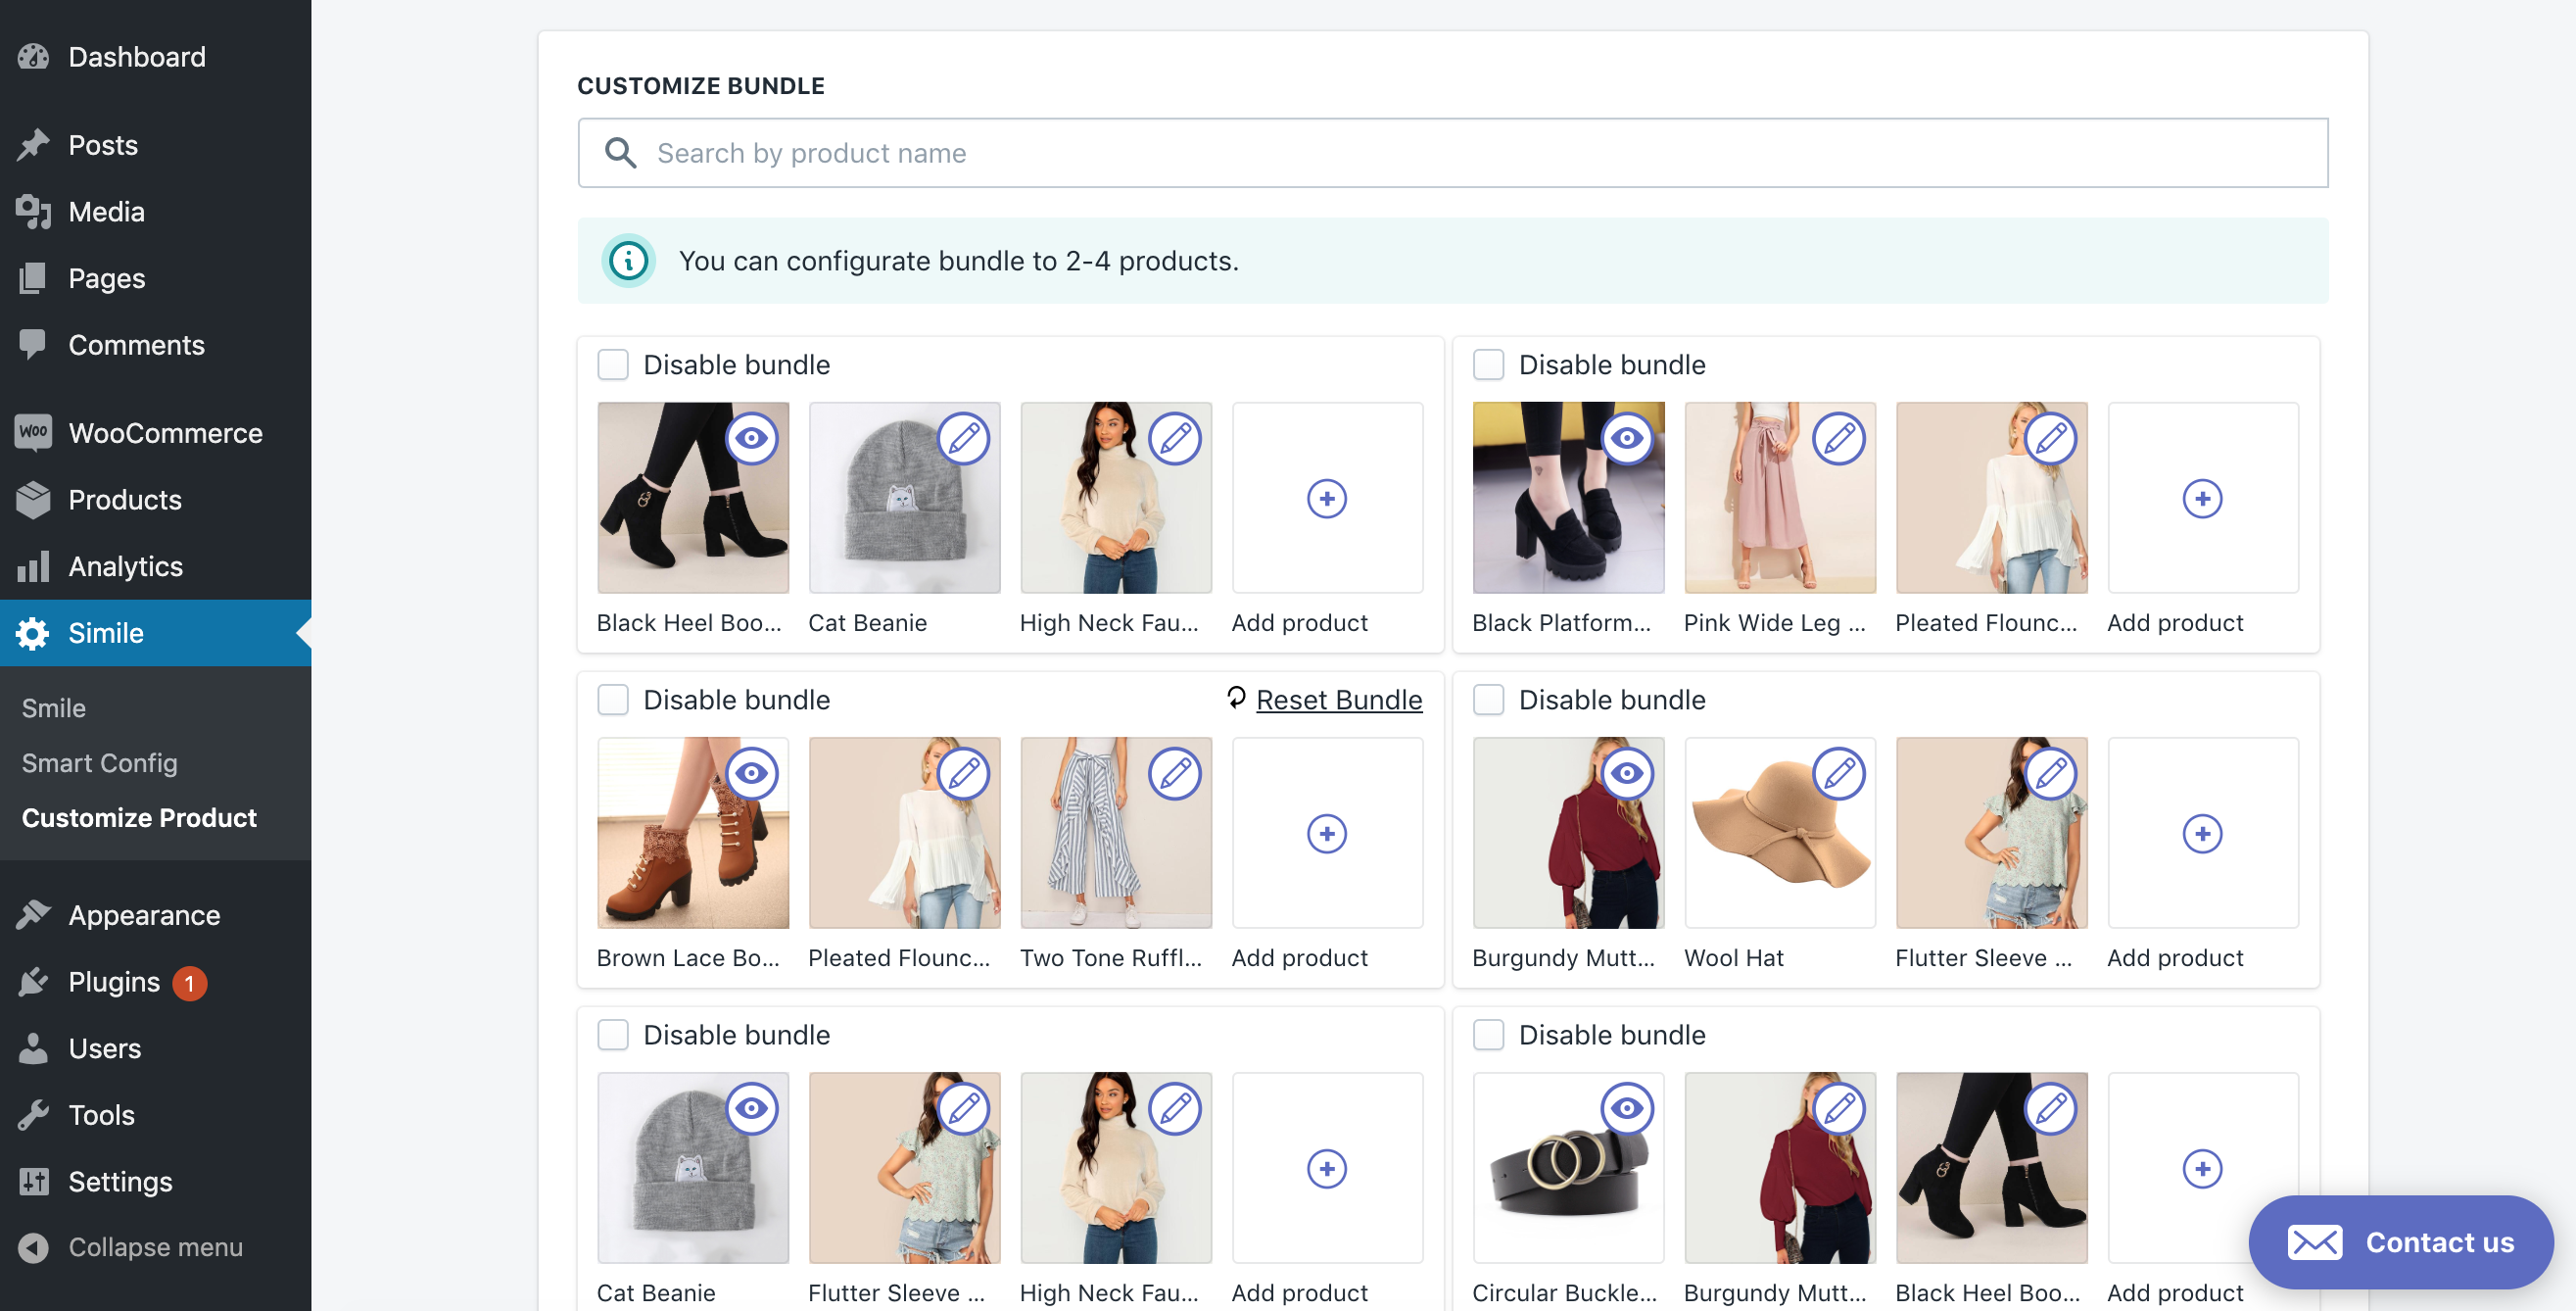 Dashboard
Posts
Media
Pages
Comments
Woo WooCommerce
Products
Analytics
Simile
Smile
Smart Config
Customize Product
Appearance
Plugins 1
Users
Tools
Settings
Collapse menu
CUSTOMIZE BUNDLE
Search by product name
You can configurate bundle to 2-4 products.
Disable bundle
Black Heel Boo... Cat Beanie High Neck Fau... Add product
Disable bundle
Black Platform... Pink Wide Leg ... Pleated Flounc... Add product
Disable bundle Reset Bundle
Brown Lace Bo... Pleated Flounc... Two Tone Ruffl... Add product
Disable bundle
Burgundy Mutt... Wool Hat Flutter Sleeve ... Add product
Disable bundle
Cat Beanie Flutter Sleeve ... High Neck Fau... Add product
Disable bundle
Circular Buckle... Burgundy Mutt... Black Heel Boo... Add product
Contact us